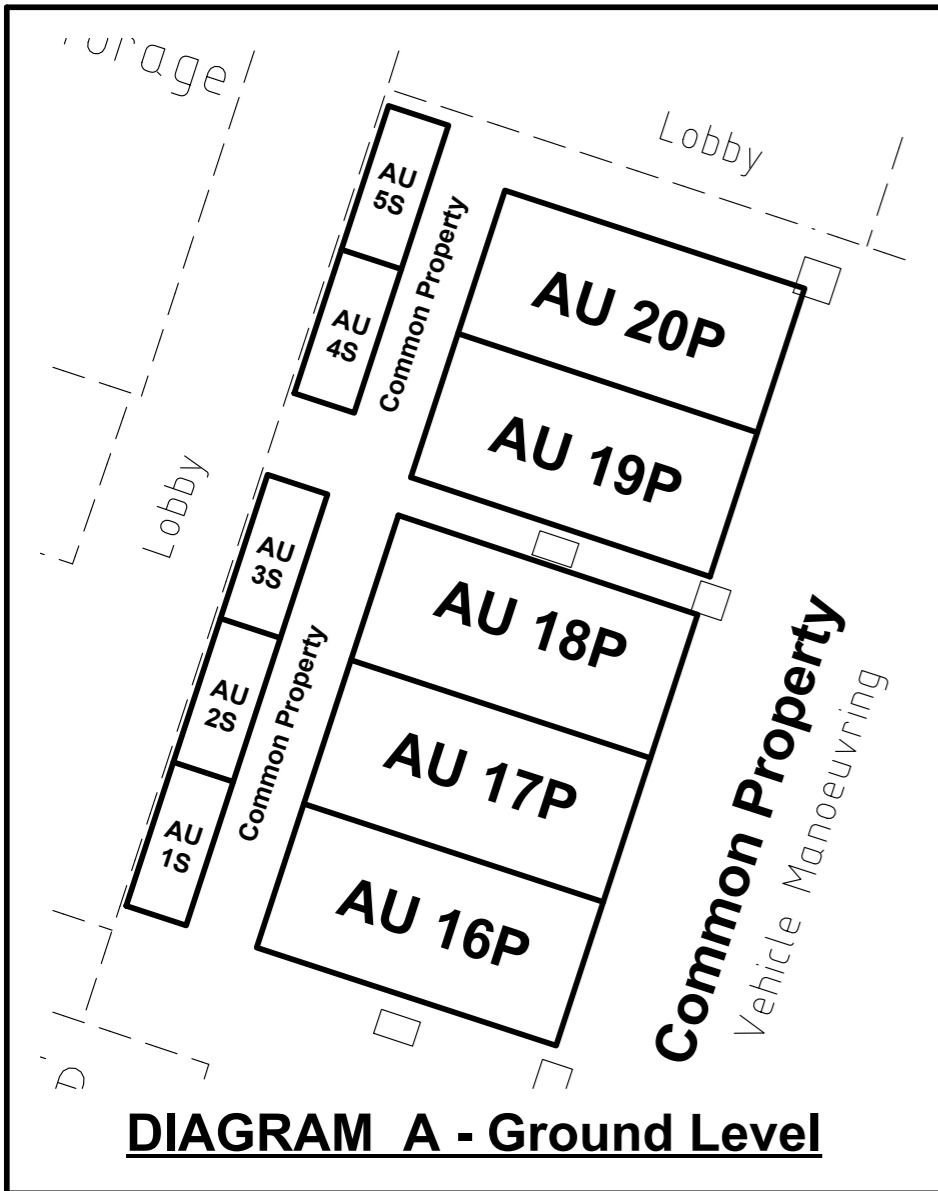 Lobby
AU
5S
Common Property
AU 20P
AU
4S
AU 19P
Lobby
AU
3S
AU 18P
Common Property
AU
2S
AU 17P
Common Property
Vehicle Manoeuvring
AU
1S
AU 16P
DIAGRAM A - Ground Level